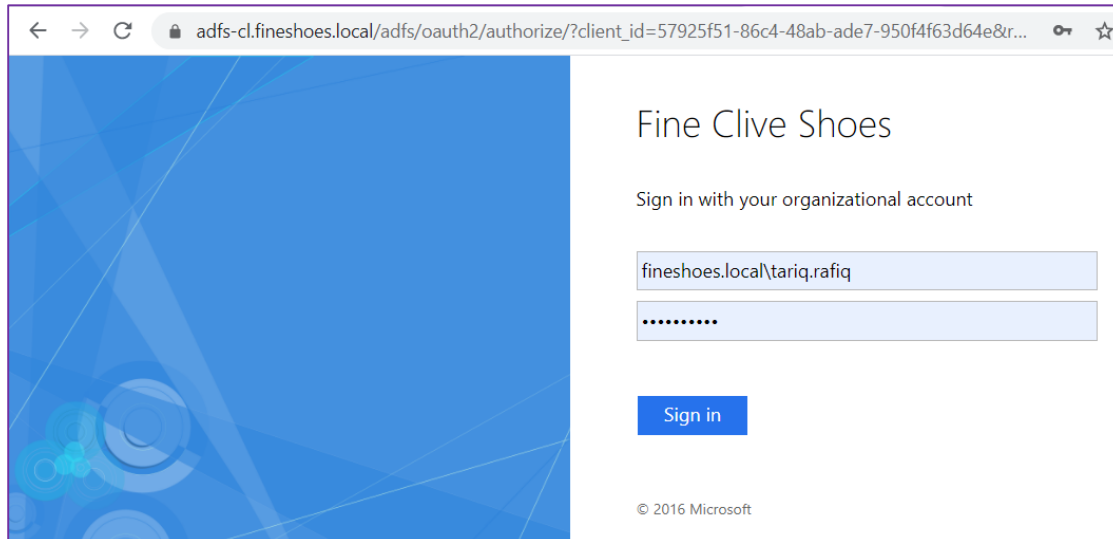 adfs-cl.fineshoes.local/adfs/oauth2/authorize/?client_id=57925f51-86c4-48ab-ade7-950f4f63d64e&r...
Fine Clive Shoes
Sign in with your organizational account
fineshoes.local\tariq.rafiq
••••••••••
Sign in
© 2016 Microsoft